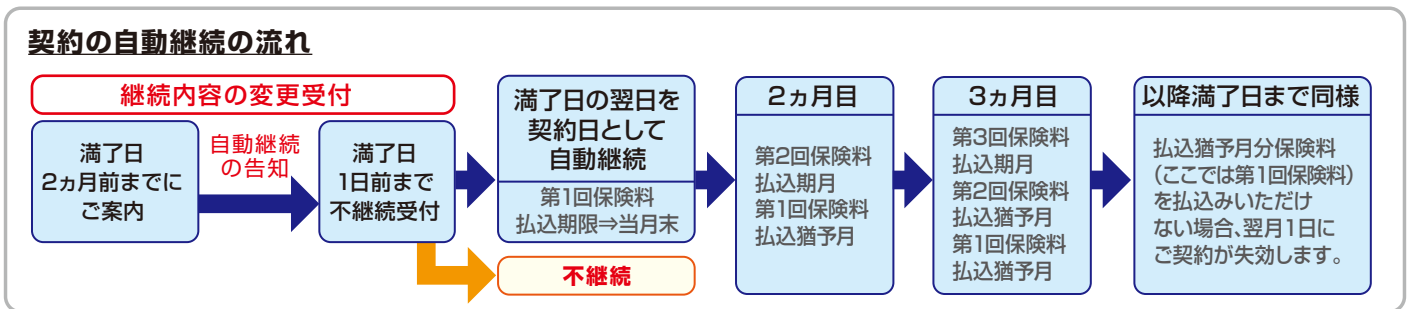 契約の自動継続の流れ
継続内容の変更受付
満了日
2ヵ月前までに
ご案内
自動継続
の告知
満了日
1日前まで
不継続受付
満了日の翌日を
契約日として
自動継続
第1回保険料
払込期限⇒当月末
不継続
2ヵ月目
第2回保険料
払込期月
第1回保険料
払込猶予月
3ヵ月目
第3回保険料
払込期月
第2回保険料
払込猶予月
第1回保険料
払込猶予月
以降満了日まで同様
払込猶予月分保険料
（ここでは第1回保険料）
を払込みいただけ
ない場合、翌月1日に
ご契約が失効します。